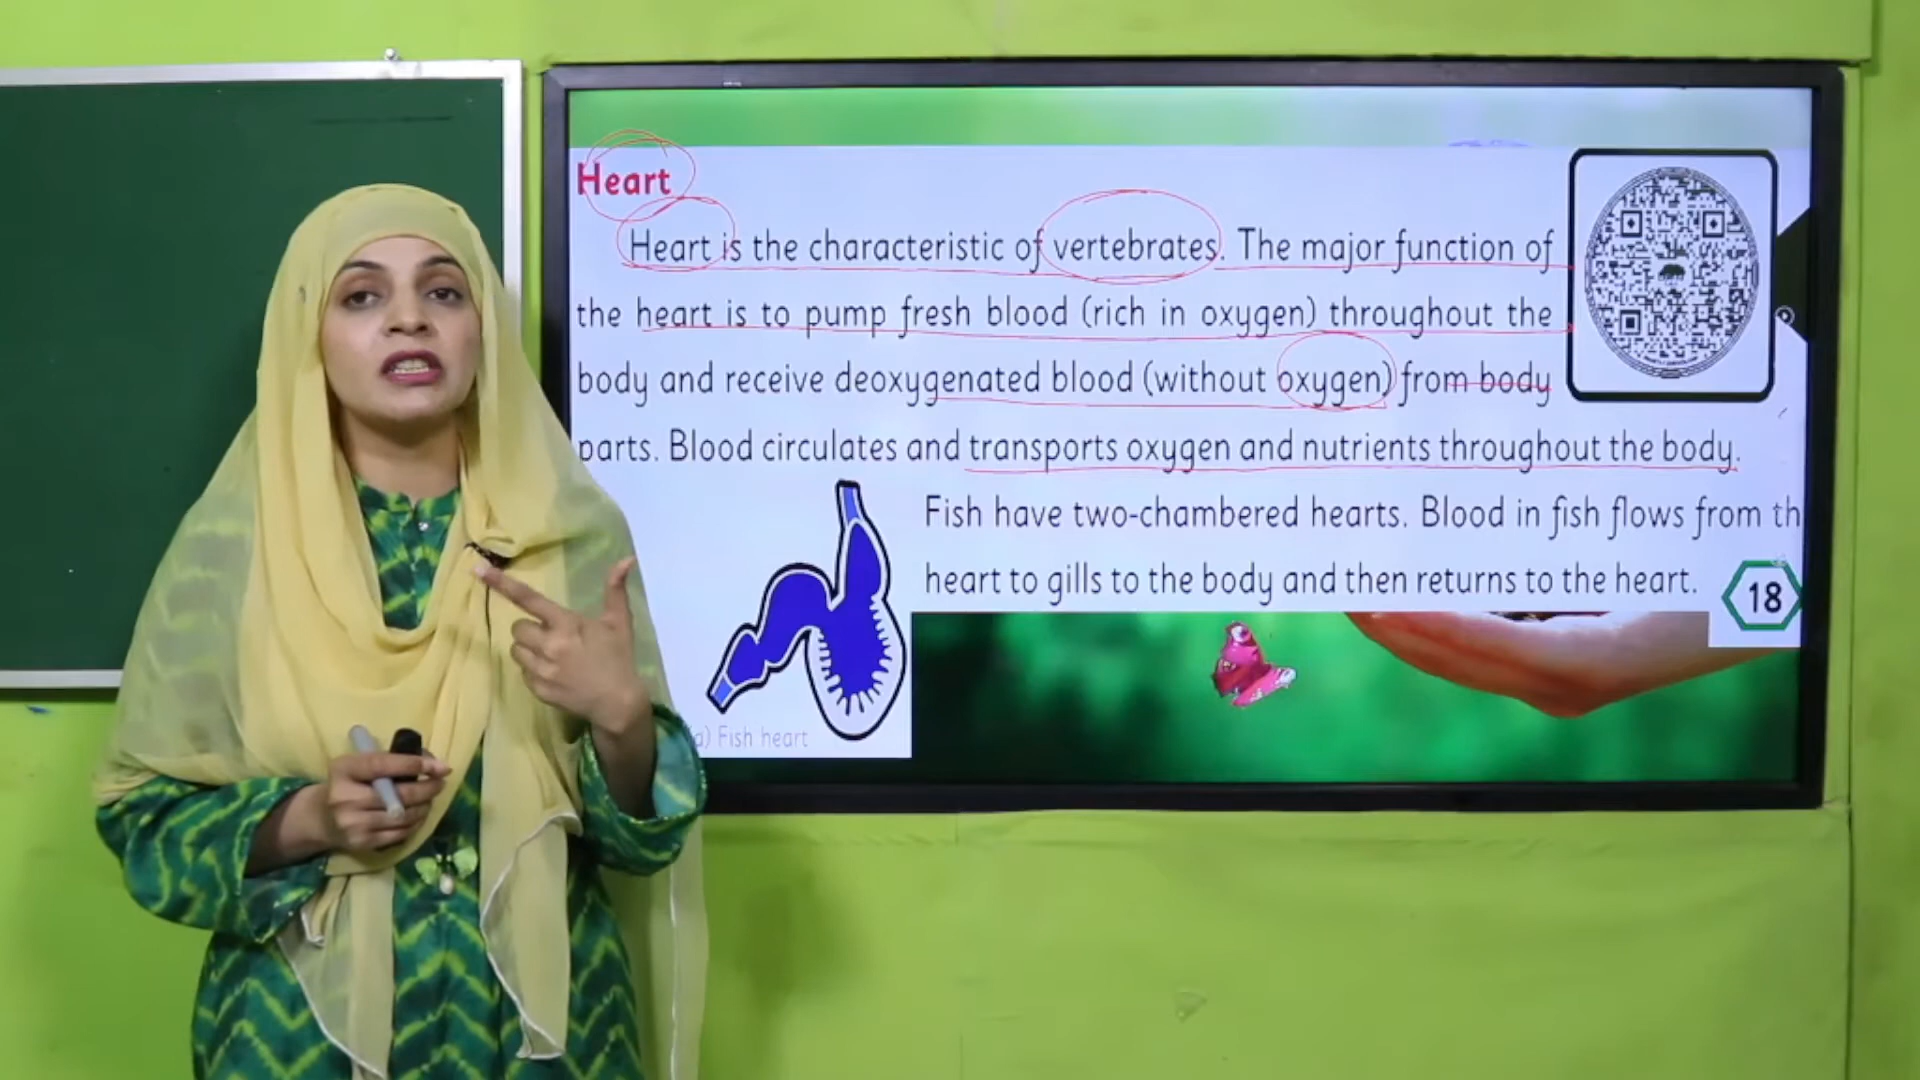 Heart
Heart is the characteristic of vertebrates. The major function of
the heart is to pump fresh blood (rich in oxygen) throughout the
body and receive deoxygenated blood (without oxygen) from body
parts. Blood circulates and transports oxygen and nutrients throughout the body.
Fish have two-chambered hearts. Blood in fish flows from th
heart to gills to the body and then returns to the heart.
18
a) Fish heart